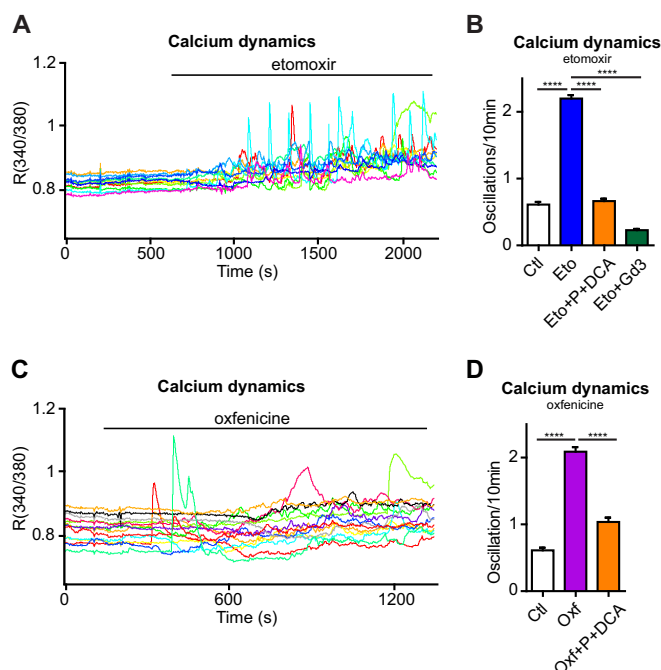 A
Calcium dynamics
etomoxir
1.2
1
0.8
R(340/380)
0
500
1000
1500
2000
Time (s)
B
Calcium dynamics
etomoxir
****
**** ****
2
1
0
Oscillations/10min
Ctl
Eto
Eto+P+DCA
Eto+Gd3
C
Calcium dynamics
oxfenicine
1.2
1
0.8
R(340/380)
0
600
1200
Time (s)
D
Calcium dynamics
oxfenicine
**** ****
2
1
0
Oscillation/10min
Ctl
Oxf
Oxf+P+DCA